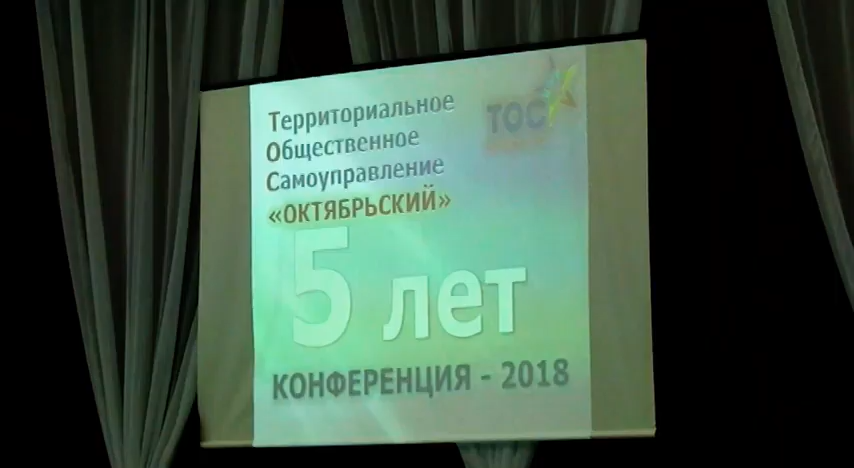 Территориальное
Общественное
Самоуправление
«ОКТЯБРЬСКИЙ»
ТОС
5 лет
КОНФЕРЕНЦИЯ - 2018